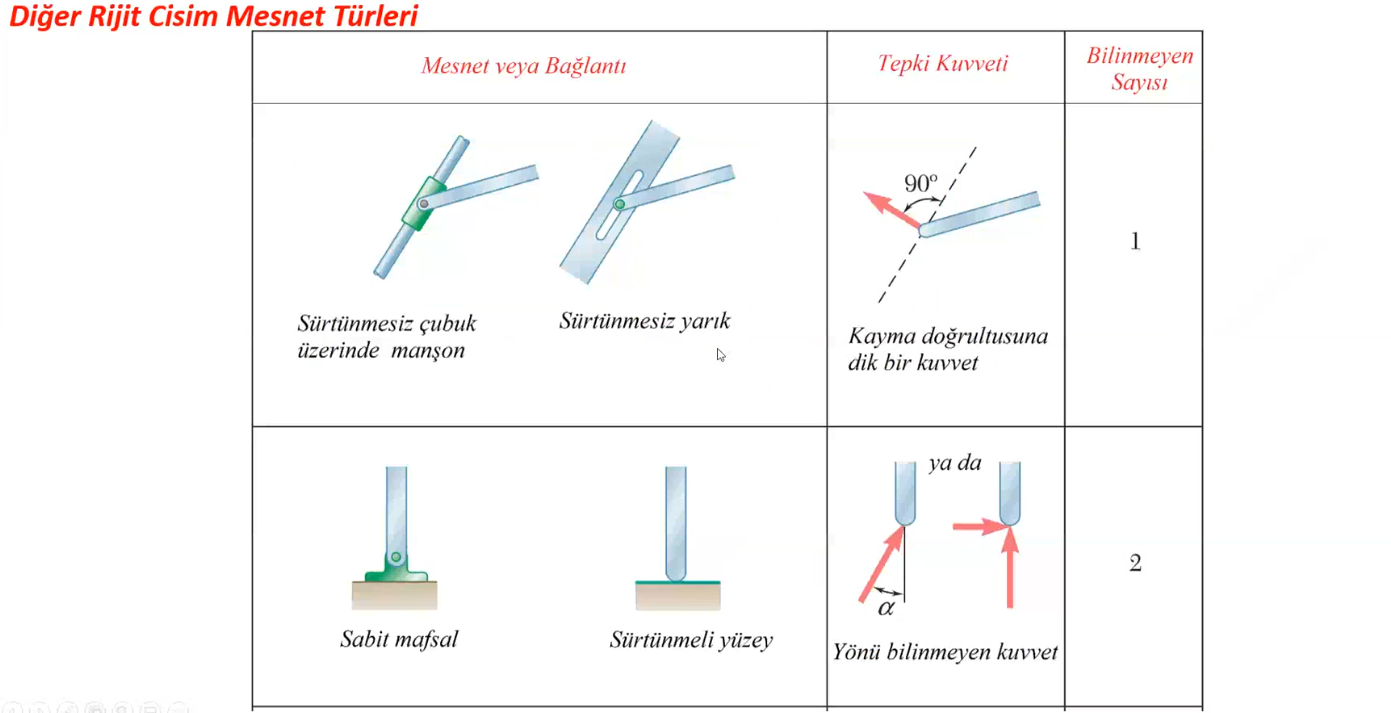 Diğer Rijit Cisim Mesnet Türleri
Mesnet veya Bağlantı
Tepki Kuvveti
Bilinmeyen
Sayısı
90º
1
Sürtünmesiz çubuk
üzerinde manşon
Sürtünmesiz yarık
Kayma doğrultusuna
dik bir kuvvet
ya da
α
2
Sabit mafsal
Sürtünmeli yüzey
Yönü bilinmeyen kuvvet